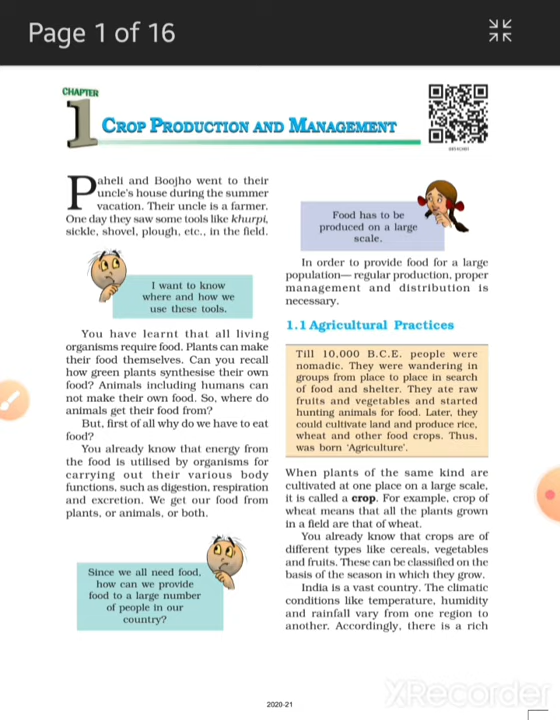 Page 1 of 16
CHAPTER
1 CROP PRODUCTION AND MANAGEMENT
Paheli and Boojho went to their
uncle's house during the summer
vacation. Their uncle is a farmer.
One day they saw some tools like khurpi,
sickle, shovel, plough, etc., in the field.
I want to know
where and how we
use these tools.
You have learnt that all living
organisms require food. Plants can make
their food themselves. Can you recall
how green plants synthesise their own
food? Animals including humans can
not make their own food. So, where do
animals get their food from?
But, first of all why do we have to eat
food?
You already know that energy from
the food is utilised by organisms for
carrying out their various body
functions, such as digestion, respiration
and excretion. We get our food from
plants, or animals, or both.
Since we all need food,
how can we provide
food to a large number
of people in our
country?
Food has to be
produced on a large
scale.
In order to provide food for a large
population— regular production, proper
management and distribution is
necessary.
1.1 Agricultural Practices
Till 10,000 B.C.E. people were
nomadic. They were wandering in
groups from place to place in search
of food and shelter. They ate raw
fruits and vegetables and started
hunting animals for food. Later, they
could cultivate land and produce rice,
wheat and other food crops. Thus,
was born 'Agriculture'.
When plants of the same kind are
cultivated at one place on a large scale,
it is called a crop. For example, crop of
wheat means that all the plants grown
in a field are that of wheat.
You already know that crops are of
different types like cereals, vegetables
and fruits. These can be classified on the
basis of the season in which they grow.
India is a vast country. The climatic
conditions like temperature, humidity
and rainfall vary from one region to
another. Accordingly, there is a rich
2020-21
XRecorder